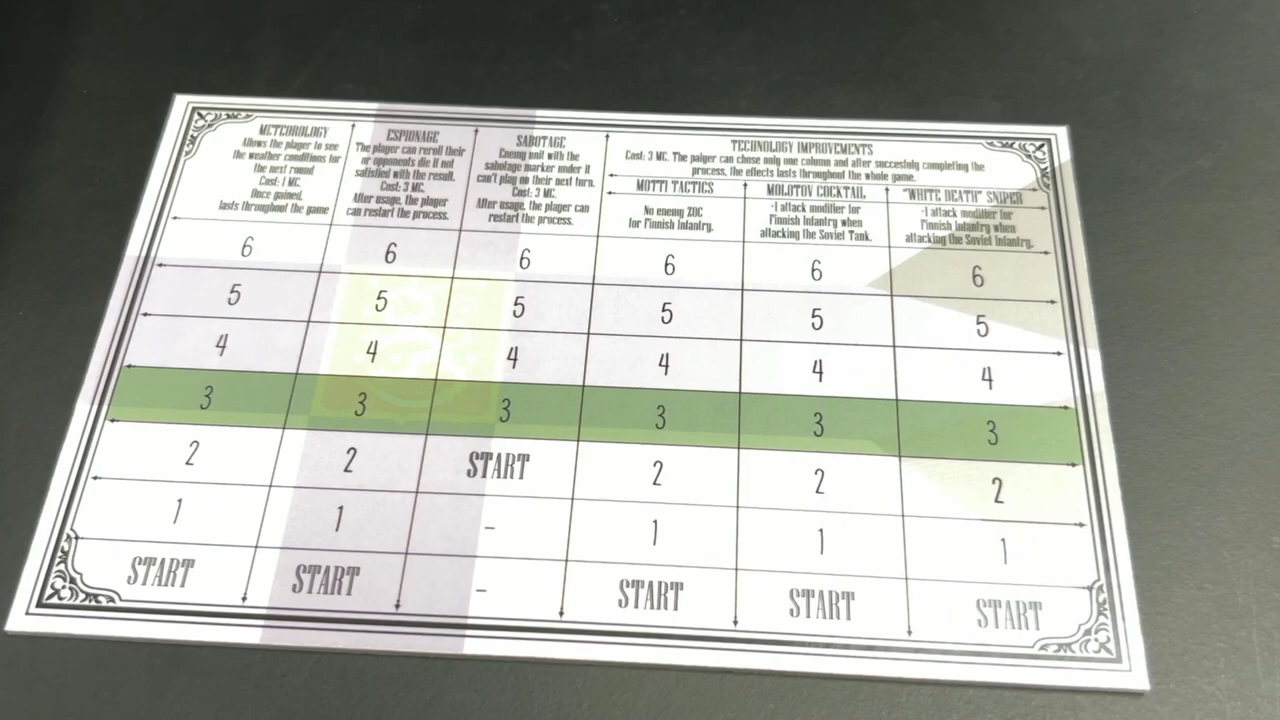 METEOROLOGY
Allows the player to see
the weather conditions for
the next round
Cost: 1 MC.
Once gained,
lasts throughout the game
ESPIONAGE
The player can reroll their
or opponents die if not
satisfied with the result.
Cost: 3 MC.
After usage, the player
can restart the process.
SABOTAGE
Enemy unit with the
sabotage marker under it
can't play on their next turn.
Cost: 3 MC.
After usage, the player can
restart the process.
TECHNOLOGY IMPROVEMENTS
Cost: 3 MC. The palyer can chose only one column and after succesfuly completing the
process, the effects lasts throughout the whole game.
MOTTI TACTICS
No enemy ZOC
for Finnish Infantry.
MOLOTOV COCKTAIL
-1 attack modifier for
Finnish Infantry when
attacking the Soviet Tank.
"WHITE DEATH" SNIPER
-1 attack modifier for
Finnish Infantry when
attacking the Soviet Infantry.
6 6 6 6 6 6
5 5 5 5 5 5
4 4 4 4 4 4
3 3 3 3 3 3
2 2 START 2 2 2
1 1 - 1 1 1
START START - START START START